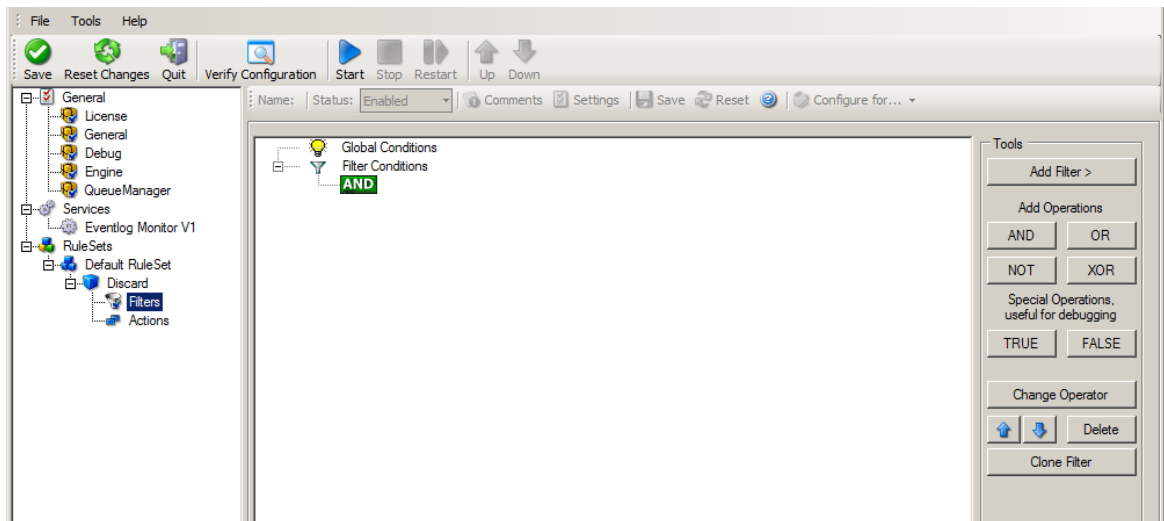 File Tools Help
Save Reset Changes Quit Verify Configuration Start Stop Restart Up Down
General
License
General
Debug
Engine
QueueManager
Services
Eventlog Monitor V1
RuleSets
Default RuleSet
Discard
Filters
Actions
Name: Status: Enabled Comments Settings Save Reset Configure for...
Global Conditions
Filter Conditions
AND
Tools
Add Filter >
Add Operations
AND OR
NOT XOR
Special Operations,
useful for debugging
TRUE FALSE
Change Operator
Delete
Clone Filter